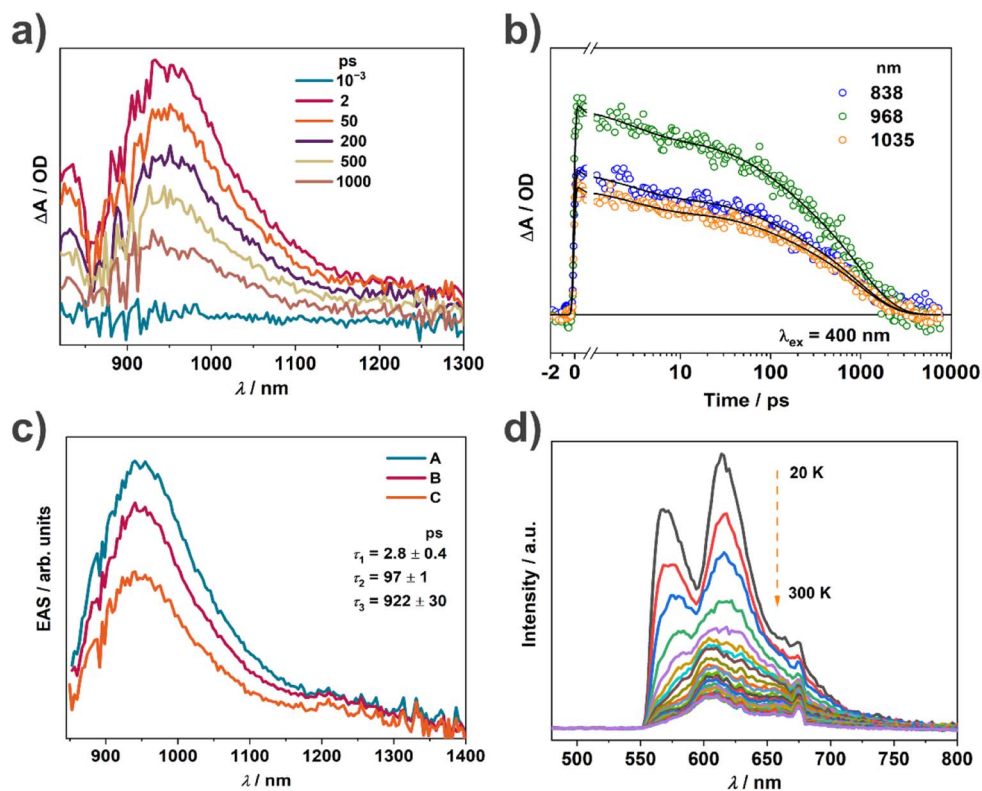 a)
ps
10⁻³
2
50
200
500
1000
ΔA / OD
900 1000 1100 1200 1300
λ / nm
b)
nm
838
968
1035
ΔA / OD
λex = 400 nm
-2 0 10 100 1000 10000
Time / ps
c)
A
B
C
ps
τ1 = 2.8 ± 0.4
τ2 = 97 ± 1
τ3 = 922 ± 30
EAS / arb. units
900 1000 1100 1200 1300 1400
λ / nm
d)
20 K
300 K
Intensity / a.u.
500 550 600 650 700 750 800
λ / nm